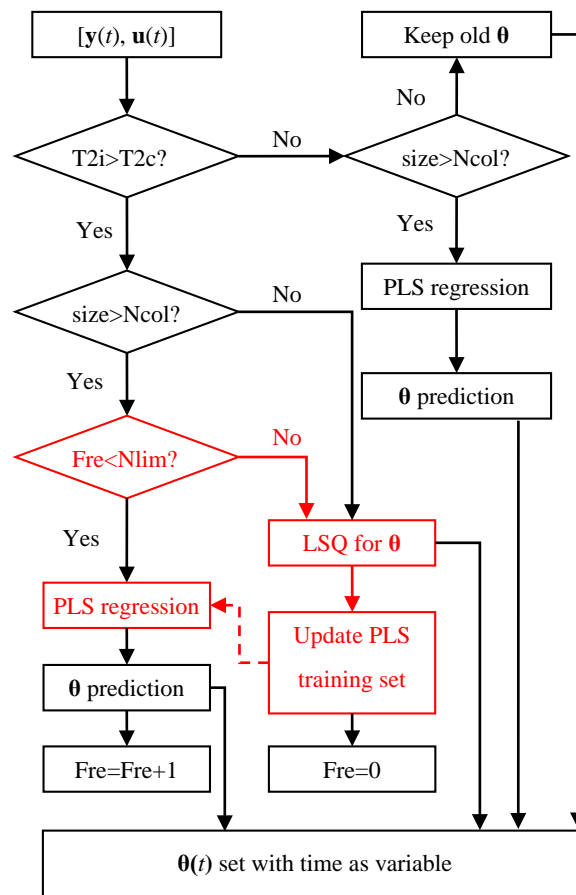 [y(t), u(t)]
Keep old θ
No
T2i>T2c?
No
size>Ncol?
Yes
Yes
size>Ncol?
No
PLS regression
Yes
θ prediction
Fre<Nlim?
No
Yes
LSQ for θ
PLS regression
Update PLS
training set
θ prediction
Fre=Fre+1
Fre=0
θ(t) set with time as variable